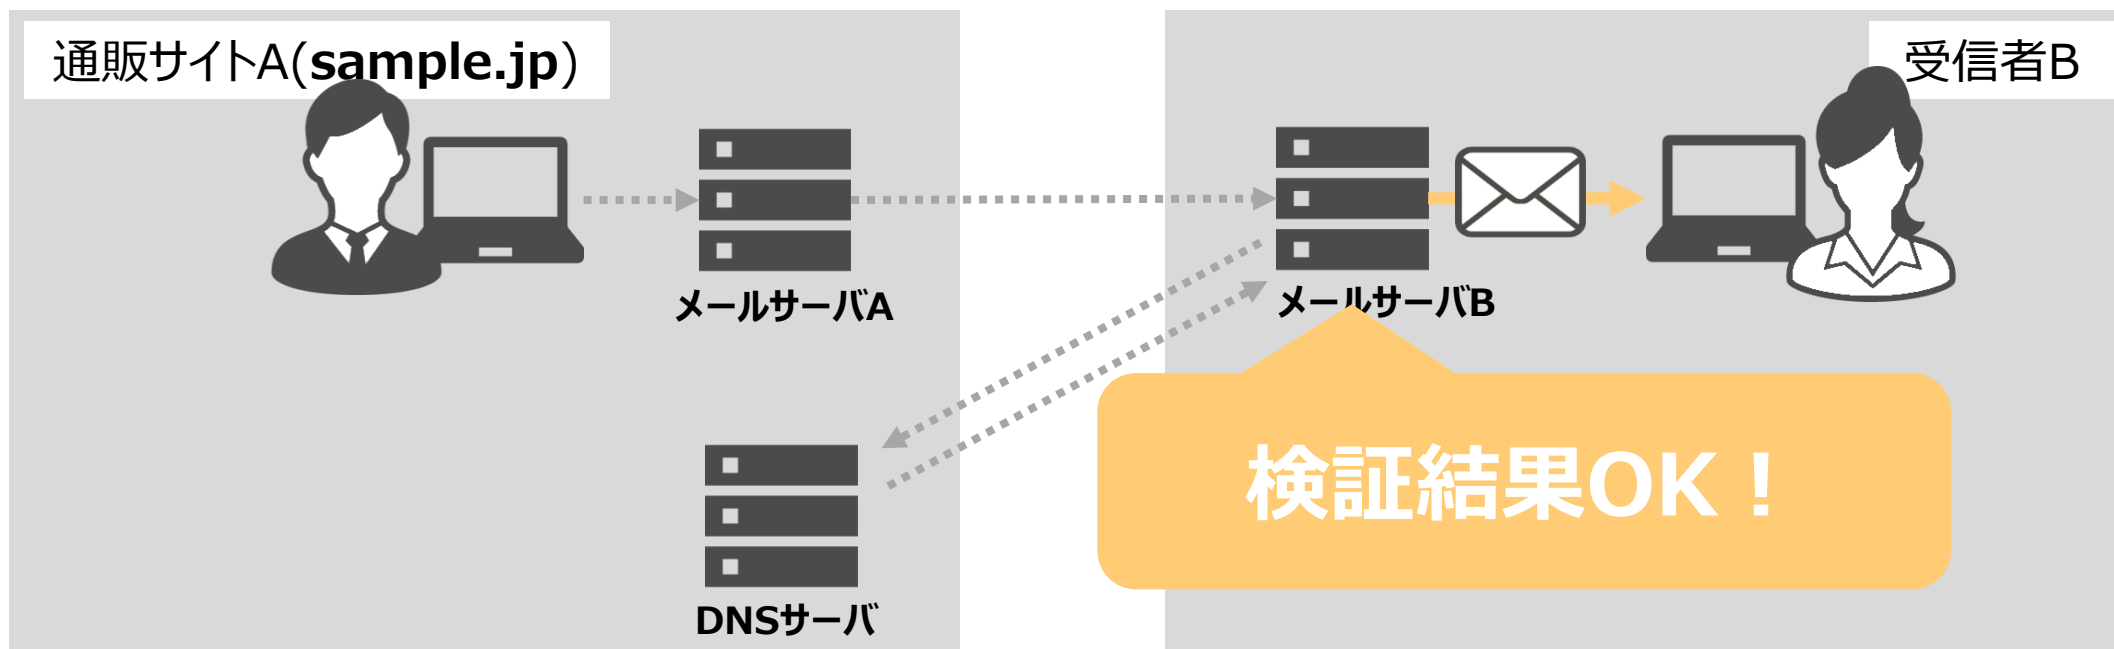 通販サイトA(sample.jp)
受信者B
メールサーバA
メールサーバB
検証結果OK！
DNSサーバ